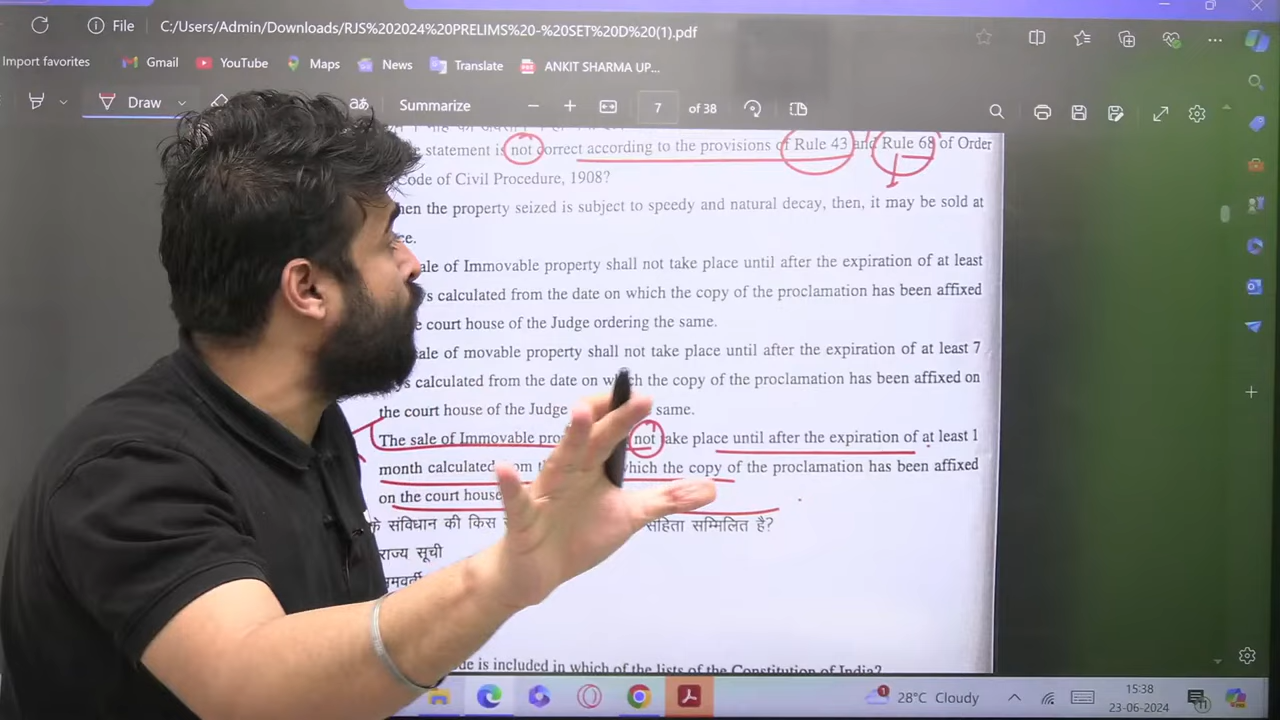 File C:/Users/Admin/Downloads/RJS%202024%20PRELIMS%20-%20SET%20D%20(1).pdf
Import favorites Gmail YouTube Maps News Translate ANKIT SHARMA UP...
Draw aあ Summarize 7 of 38
statement is not correct according to the provisions of Rule 43 and Rule 68 of Order
Code of Civil Procedure, 1908?
the property seized is subject to speedy and natural decay, then, it may be sold at
of Immovable property shall not take place until after the expiration of at least
calculated from the date on which the copy of the proclamation has been affixed
court house of the Judge ordering the same.
sale of movable property shall not take place until after the expiration of at least 7
calculated from the date on which the copy of the proclamation has been affixed on
the court house of the Judge same.
The sale of Immovable not take place until after the expiration of at least 1
month calculated which the copy of the proclamation has been affixed
on the court house
के संविधान की किस संहिता सम्मिलित है?
राज्य सूची
is included in which of the lists of the Constitution of India?
1 28°C Cloudy 15:38
23-06-2024 11